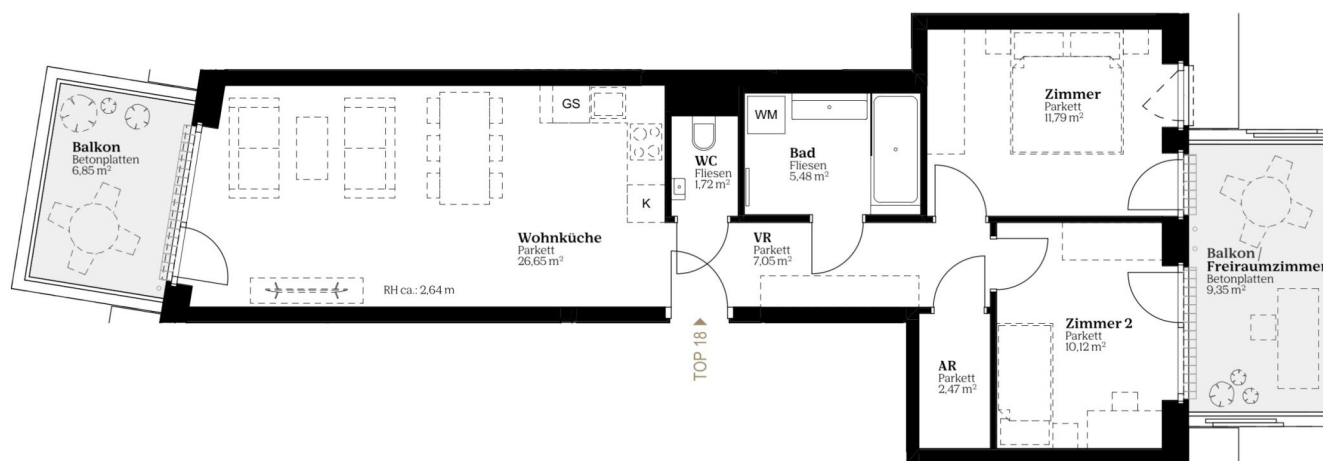 Balkon
Betonplatten
6,85 m²
Wohnküche
Parkett
26,65 m²
RH ca.: 2,64 m
GS
K
WC
Fliesen
1,72 m²
WM
Bad
Fliesen
5,48 m²
VR
Parkett
7,05 m²
TOP 18
Zimmer
Parkett
11,79 m²
Zimmer 2
Parkett
10,12 m²
AR
Parkett
2,47 m²
Balkon
Freiraumzimmer
Betonplatten
9,35 m²